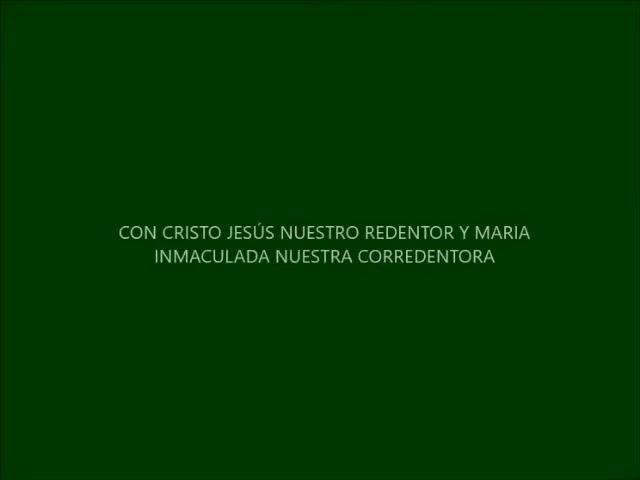 CON CRISTO JESÚS NUESTRO REDENTOR Y MARIA
INMACULADA NUESTRA CORREDENTORA